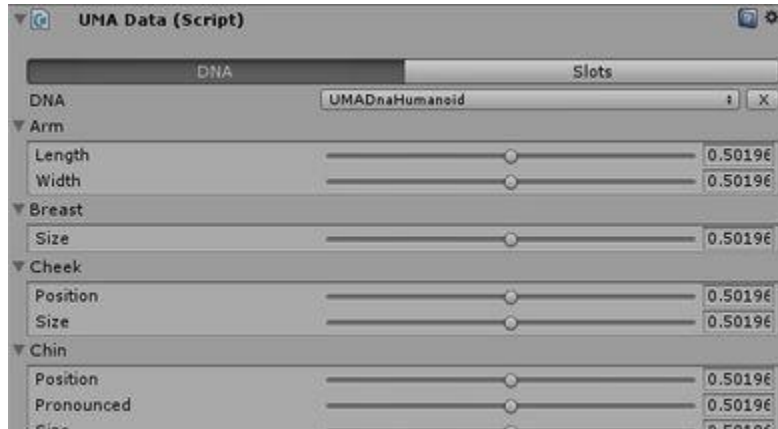 UMA Data (Script)
DNA Slots
DNA UMADnaHumanoid X
Arm
Length 0.50196
Width 0.50196
Breast
Size 0.50196
Cheek
Position 0.50196
Size 0.50196
Chin
Position 0.50196
Pronounced 0.50196